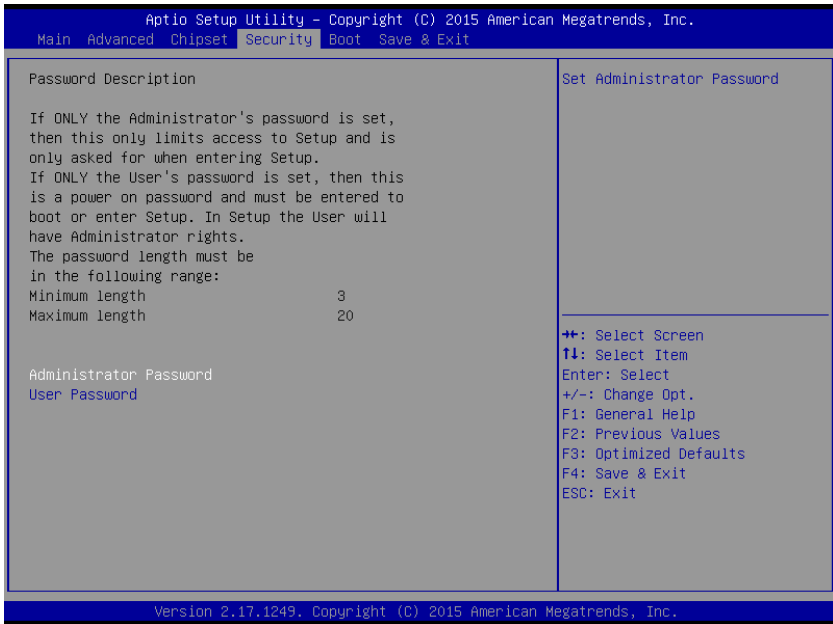 Aptio Setup Utility – Copyright (C) 2015 American Megatrends, Inc.
Main Advanced Chipset Security Boot Save & Exit
Password Description
If ONLY the Administrator's password is set,
then this only limits access to Setup and is
only asked for when entering Setup.
If ONLY the User's password is set, then this
is a power on password and must be entered to
boot or enter Setup. In Setup the User will
have Administrator rights.
The password length must be
in the following range:
Minimum length 3
Maximum length 20
Administrator Password
User Password
Set Administrator Password
→←: Select Screen
↑↓: Select Item
Enter: Select
+/-: Change Opt.
F1: General Help
F2: Previous Values
F3: Optimized Defaults
F4: Save & Exit
ESC: Exit
Version 2.17.1249. Copyright (C) 2015 American Megatrends, Inc.